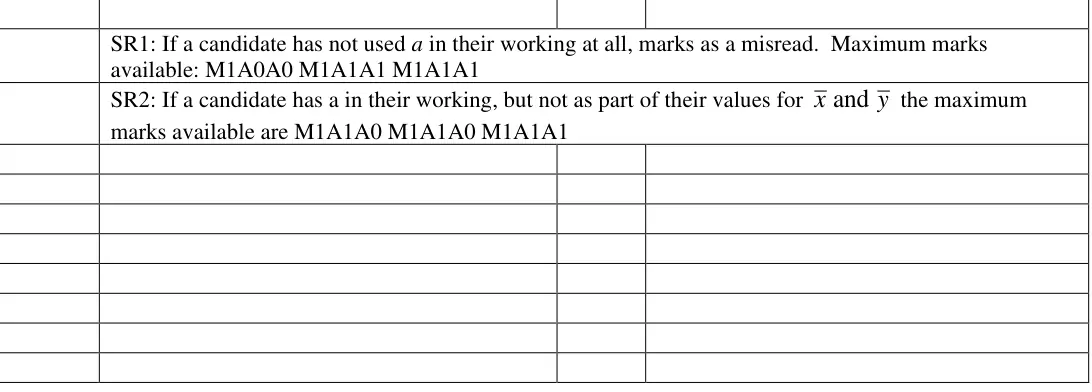 SR1: If a candidate has not used a in their working at all, marks as a misread. Maximum marks
available: M1A0A0 M1A1A1 M1A1A1
SR2: If a candidate has a in their working, but not as part of their values for x̅ and y̅ the maximum
marks available are M1A1A0 M1A1A0 M1A1A1